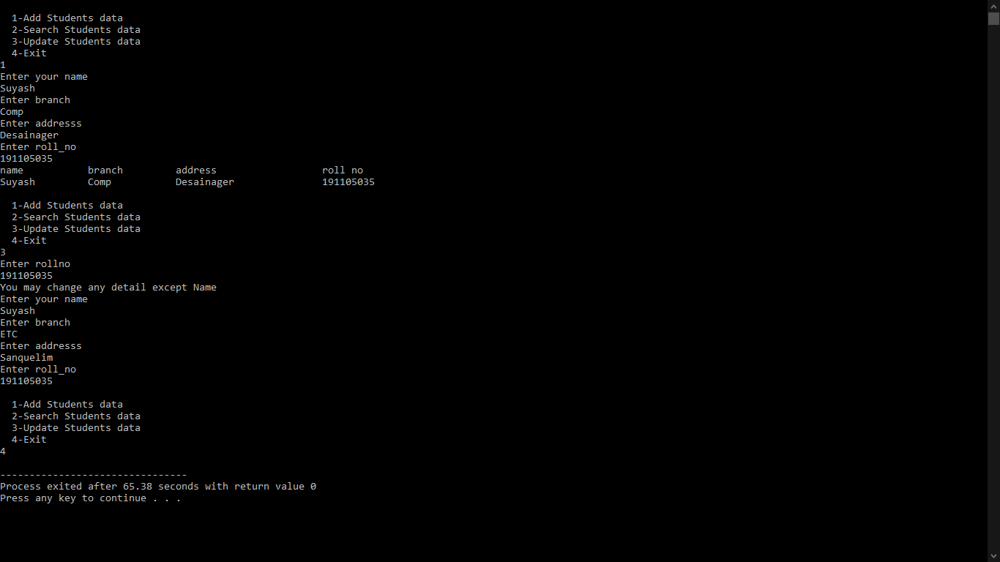 1-Add Students data
2-Search Students data
3-Update Students data
4-Exit
1
Enter your name
Suyash
Enter branch
Comp
Enter addresss
Desainager
Enter roll_no
191105035
name branch address roll no
Suyash Comp Desainager 191105035
1-Add Students data
2-Search Students data
3-Update Students data
4-Exit
3
Enter rollno
191105035
You may change any detail except Name
Enter your name
Suyash
Enter branch
ETC
Enter addresss
Sanquelim
Enter roll_no
191105035
1-Add Students data
2-Search Students data
3-Update Students data
4-Exit
4
--------------------------------
Process exited after 65.38 seconds with return value 0
Press any key to continue . . .